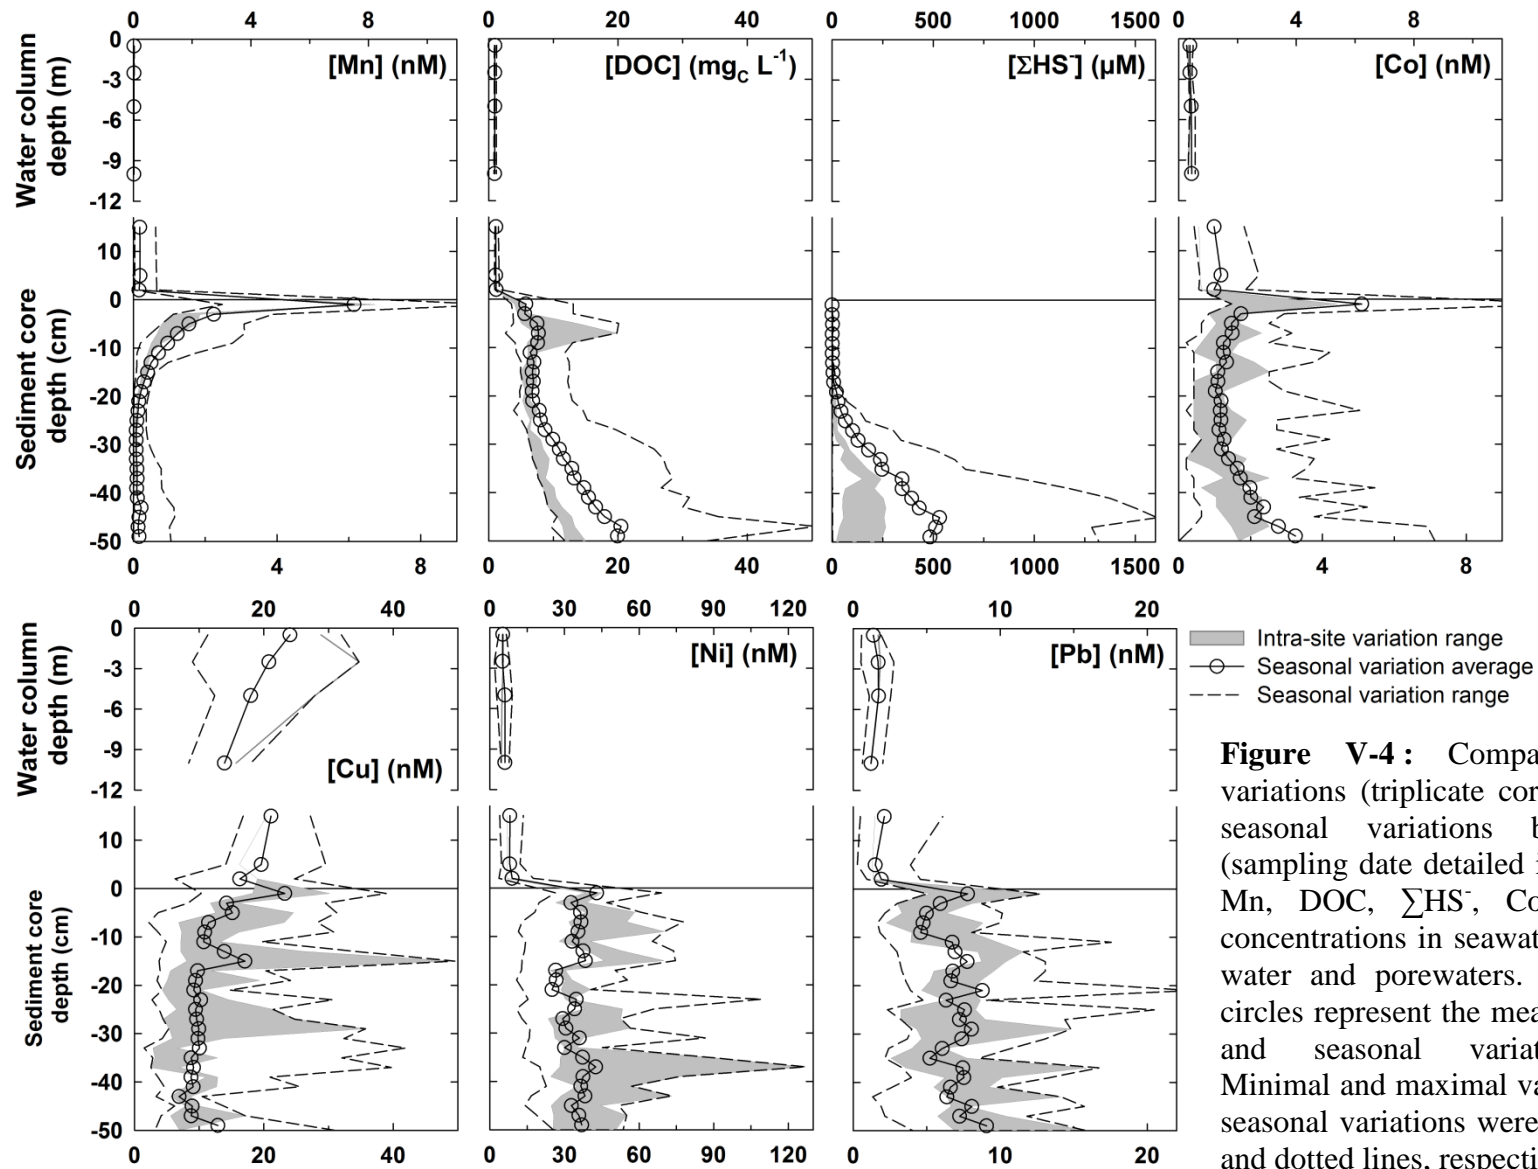 0 4 8 0 20 40 0 500 1000 1500 0 4 8
Water column
depth (m)
0
-3
-6
-9
-12
[Mn] (nM) [DOC] (mgC L-1) [ΣHS-] (µM) [Co] (nM)
Sediment core
depth (cm)
10
0
-10
-20
-30
-40
-50
0 4 8 0 20 40 0 500 1000 1500 0 4 8
0 20 40 0 30 60 90 120 0 10 20
Water column
depth (m)
0
-3
-6
-9
-12
[Cu] (nM) [Ni] (nM) [Pb] (nM)
Sediment core
depth (cm)
10
0
-10
-20
-30
-40
-50
0 20 40 0 30 60 90 120 0 10 20
Intra-site variation range
Seasonal variation average
Seasonal variation range
Figure V-4 : Compa
variations (triplicate cor
seasonal variations b
(sampling date detailed i
Mn, DOC, ∑HS-, Co
concentrations in seawat
water and porewaters.
circles represent the mea
and seasonal variat
Minimal and maximal va
seasonal variations were
and dotted lines, respecti